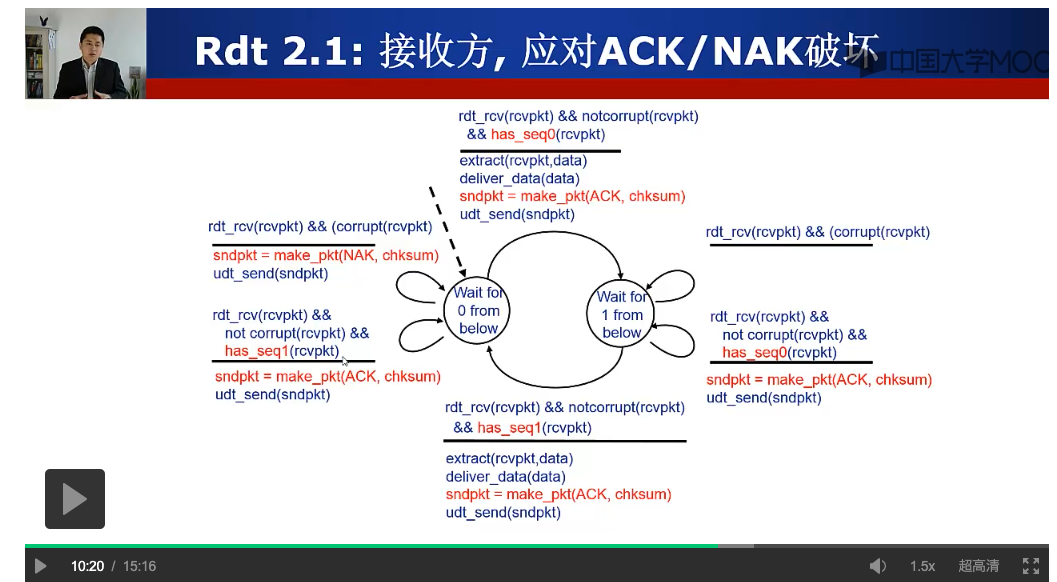 Rdt 2.1: 接收方, 应对ACK/NAK破坏
中国大学MOC
rdt_rcv(rcvpkt) && notcorrupt(rcvpkt)
&& has_seq0(rcvpkt)
extract(rcvpkt,data)
deliver_data(data)
sndpkt = make_pkt(ACK, chksum)
udt_send(sndpkt)
rdt_rcv(rcvpkt) && (corrupt(rcvpkt)
sndpkt = make_pkt(NAK, chksum)
udt_send(sndpkt)
rdt_rcv(rcvpkt) &&
not corrupt(rcvpkt) &&
has_seq1(rcvpkt)
sndpkt = make_pkt(ACK, chksum)
udt_send(sndpkt)
Wait for
0 from
below
Wait for
1 from
below
rdt_rcv(rcvpkt) && (corrupt(rcvpkt)
rdt_rcv(rcvpkt) &&
not corrupt(rcvpkt) &&
has_seq0(rcvpkt)
sndpkt = make_pkt(ACK, chksum)
udt_send(sndpkt)
rdt_rcv(rcvpkt) && notcorrupt(rcvpkt)
&& has_seq1(rcvpkt)
extract(rcvpkt,data)
deliver_data(data)
sndpkt = make_pkt(ACK, chksum)
udt_send(sndpkt)
10:20 / 15:16
1.5x 超高清